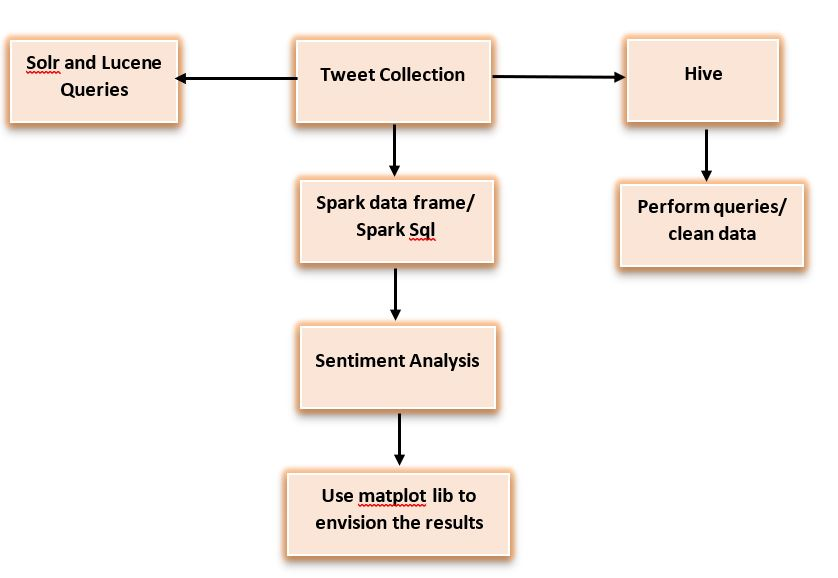 Solr and Lucene
Queries
Tweet Collection
Hive
Spark data frame/
Spark Sql
Perform queries/
clean data
Sentiment Analysis
Use matplot lib to
envision the results